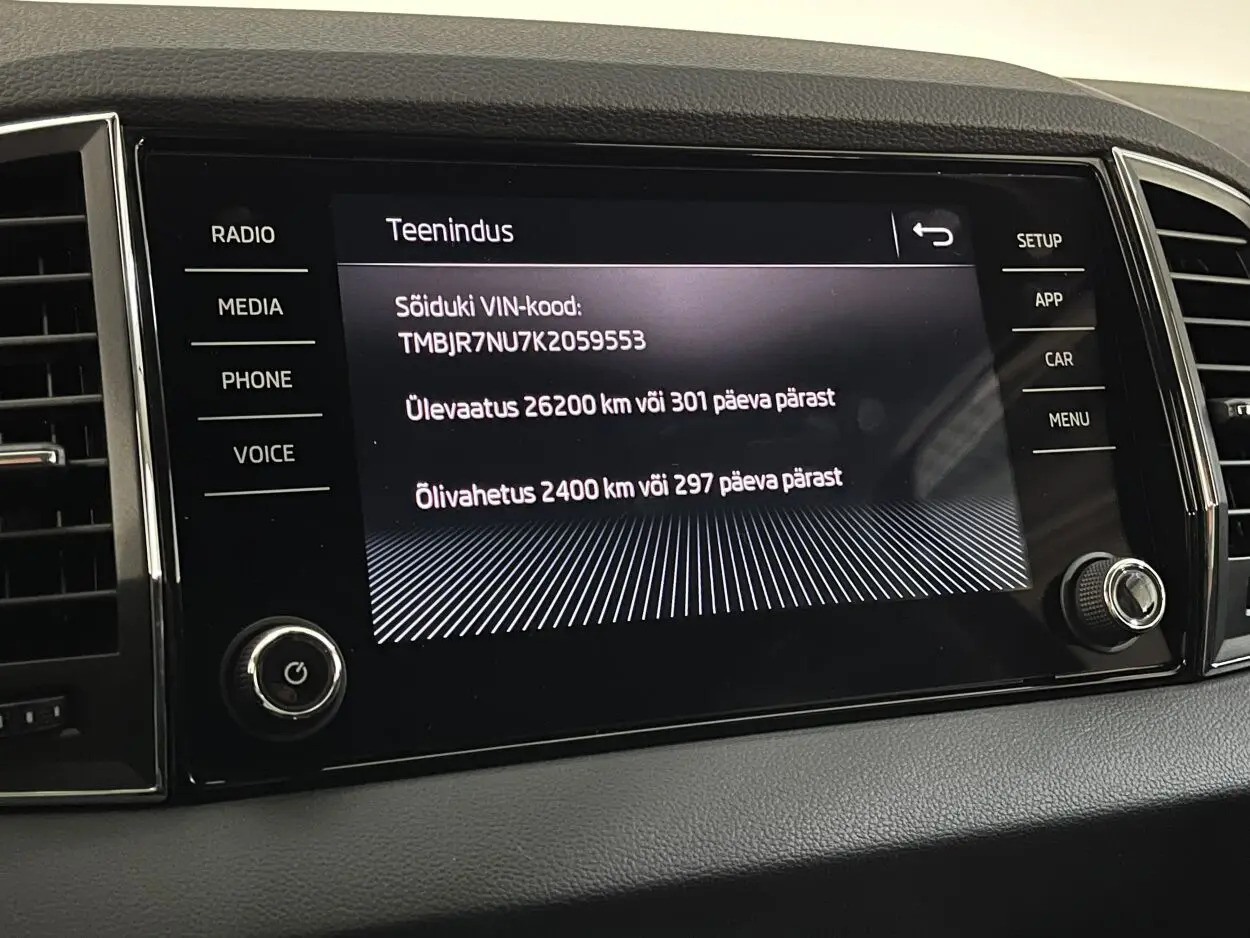 RADIO
MEDIA
PHONE
VOICE
Teenindus
Sõiduki VIN-kood:
TMBJR7NU7K2059553
Ülevaatus 26200 km või 301 päeva pärast
Õlivahetus 2400 km või 297 päeva pärast
SETUP
APP
CAR
MENU